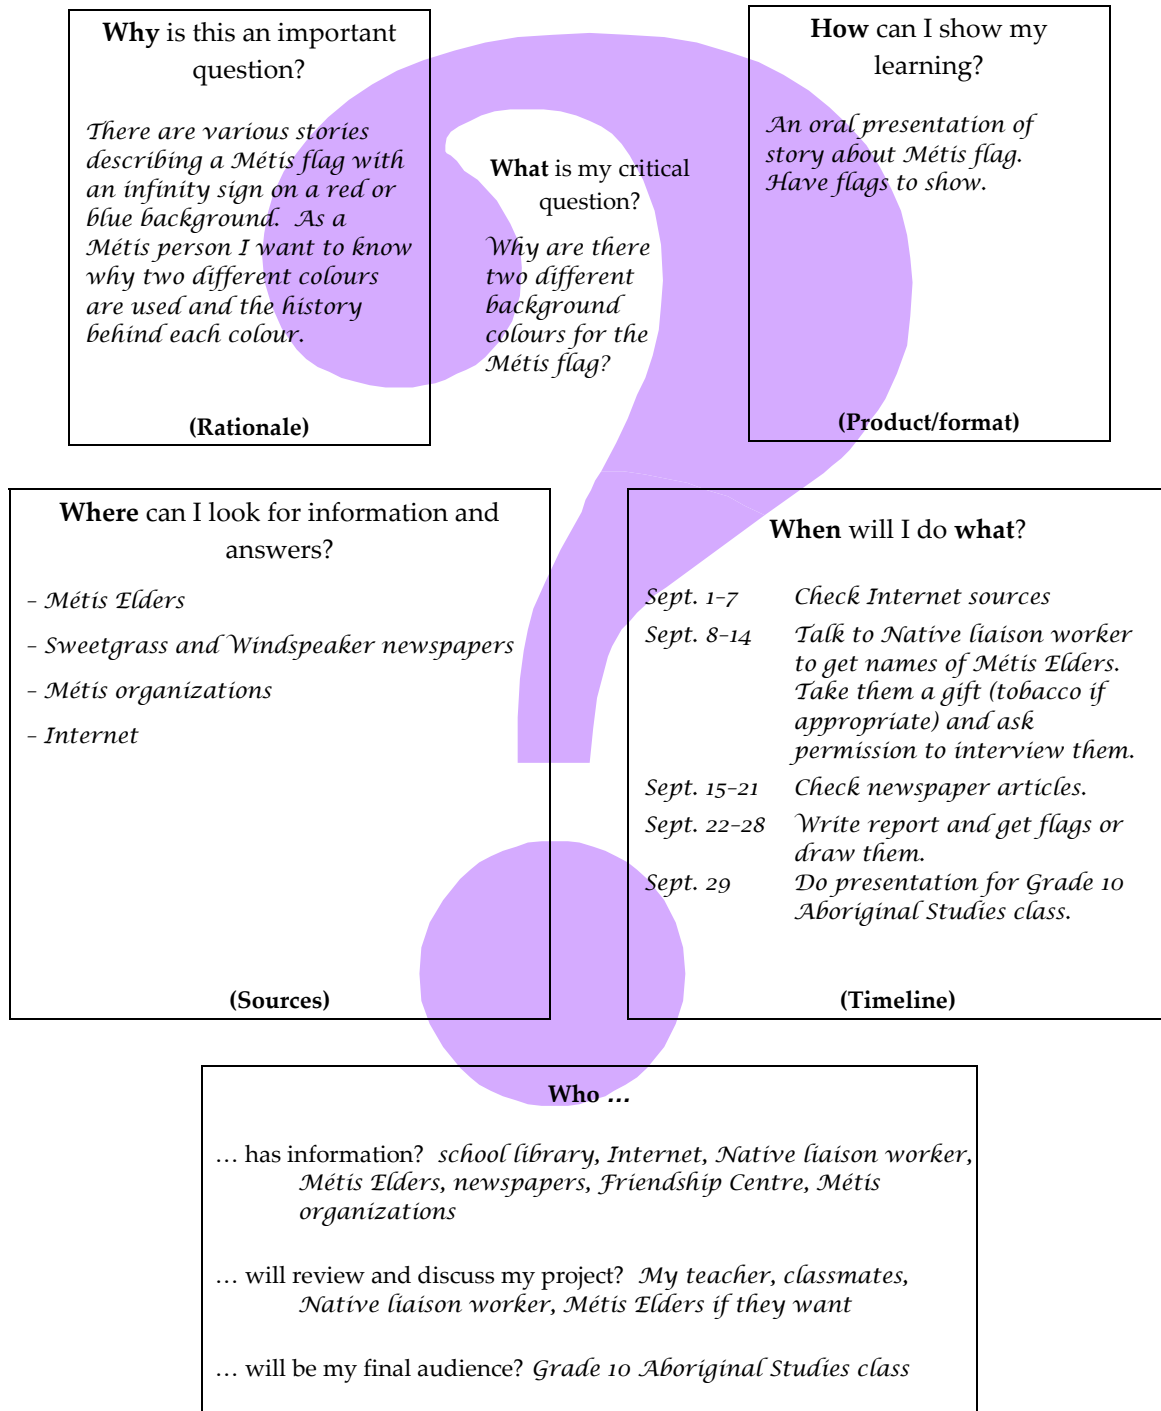 Why is this an important
question?
There are various stories
describing a Métis flag with
an infinity sign on a red or
blue background.  As a
Métis person I want to know
why two different colours
are used and the history
behind each colour.
(Rationale)
What is my critical
question?
Why are there
two different
background
colours for the
Métis flag?
How can I show my
learning?
An oral presentation of
story about Métis flag.
Have flags to show.
(Product/format)
Where can I look for information and
answers?
– Métis Elders
– Sweetgrass and Windspeaker newspapers
– Métis organizations
– Internet
(Sources)
When will I do what?
Sept. 1–7 Check Internet sources
Sept. 8–14 Talk to Native liaison worker
to get names of Métis Elders.
Take them a gift (tobacco if
appropriate) and ask
permission to interview them.
Sept. 15–21 Check newspaper articles.
Sept. 22–28 Write report and get flags or
draw them.
Sept. 29 Do presentation for Grade 10
Aboriginal Studies class.
(Timeline)
Who …
… has information?  school library, Internet, Native liaison worker,
Métis Elders, newspapers, Friendship Centre, Métis
organizations
… will review and discuss my project?  My teacher, classmates,
Native liaison worker, Métis Elders if they want
… will be my final audience? Grade 10 Aboriginal Studies class